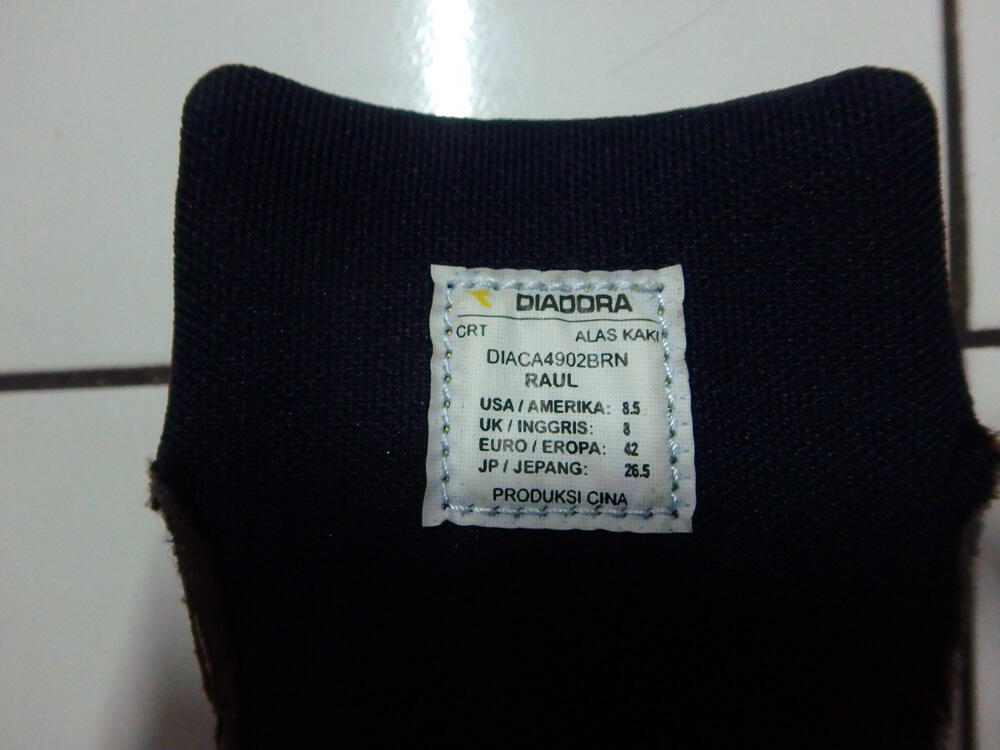 DIADORA
CRT ALAS KAKI
DIACA4902BRN
RAUL
USA / AMERIKA: 8.5
UK / INGGRIS: 8
EURO / EROPA: 42
JP / JEPANG: 26.5
PRODUKSI CINA